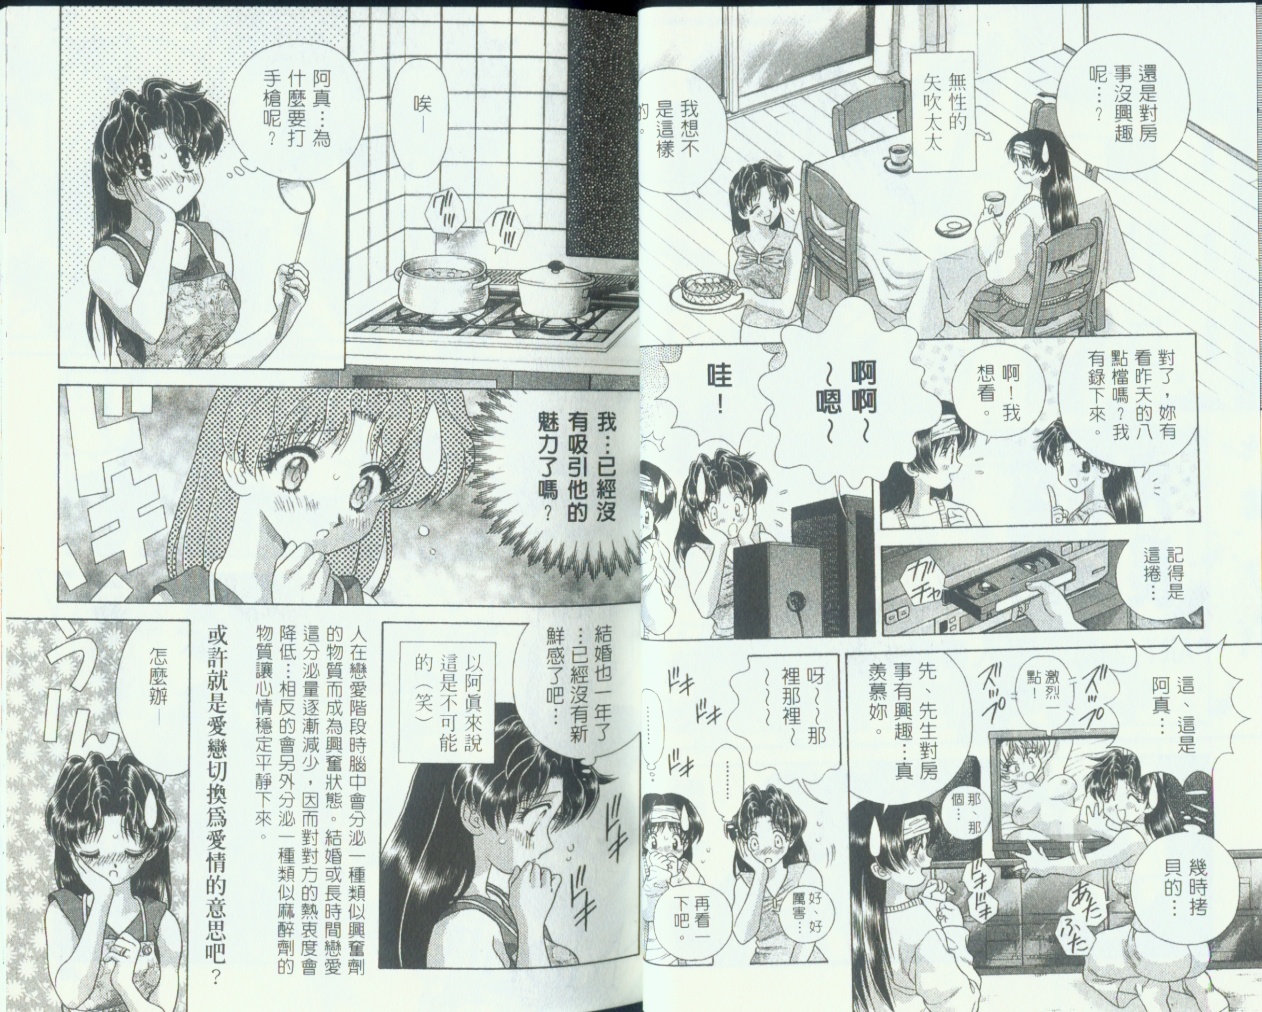 還是對房
事沒興趣
呢…?
無性的
矢吹太太
我想不
是這樣
的。
對了,妳有
看昨天的八
點檔嗎?我
有錄下來。
啊!我
想看。
啊啊~
~嗯~
哇!
記得是
這捲…
ガチャ
這、這是
阿真…
激烈一
點!
ズプ
ズプ
先、先生對房
事有興趣…真
羨慕妳。
那、那
個…
幾時拷
貝的…
あたふた
呀~~那
裡那裡~
~~
ドキ
ドキ
………
………
好、好
厲害…
再看一
下吧。
唉—
グツ
グツ
阿真…為
什麼要打
手槍呢?
我…已經沒
有吸引他的
魅力了嗎?
ドキン
結婚也一年了
…已經沒有新
鮮感了吧…
以阿真來說
這是不可能
的(笑)
ドキ
ドキ
人在戀愛階段時腦中會分泌一種類似興奮劑
的物質而成為興奮狀態。結婚或長時間戀愛
這分泌量逐漸減少,因而對對方的熱衷度會
降低…相反的會另外分泌一種類似麻醉劑的
物質讓心情穩定平靜下來。
或許就是愛戀切換為愛情的意思吧?
怎麼辦—
うーん